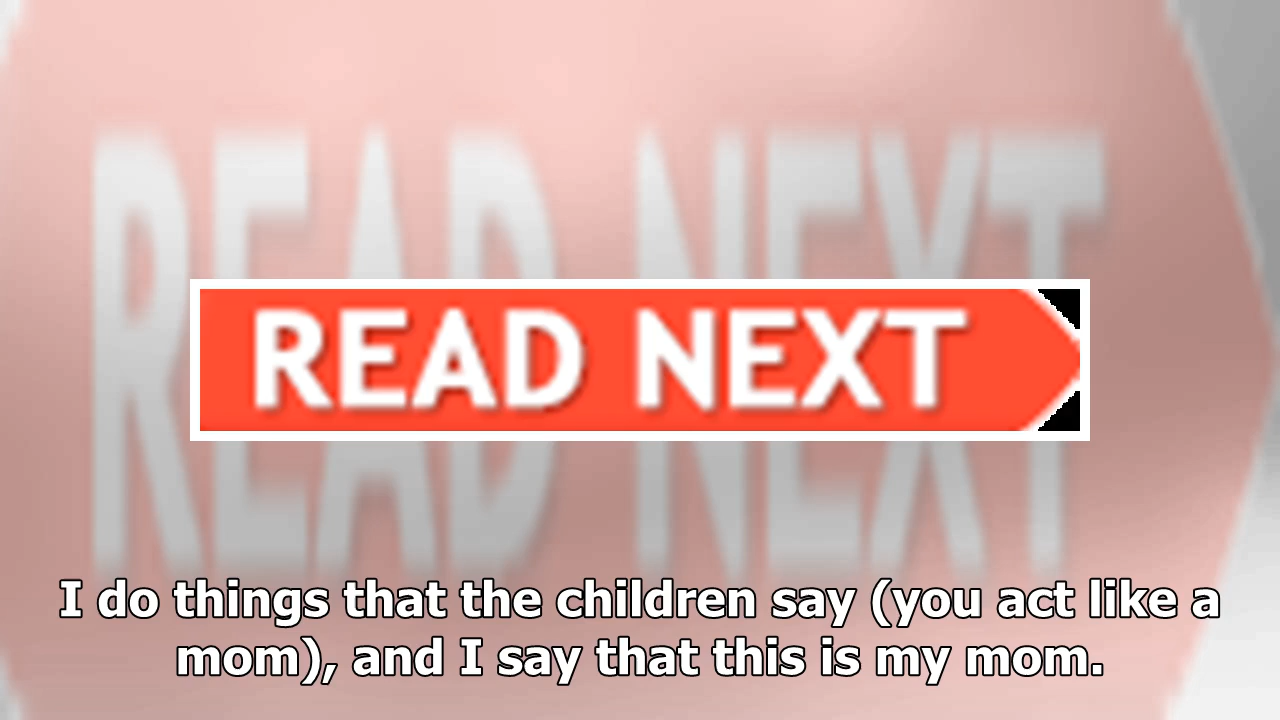 READ NEXT
READ NEXT
I do things that the children say (you act like a
mom), and I say that this is my mom.